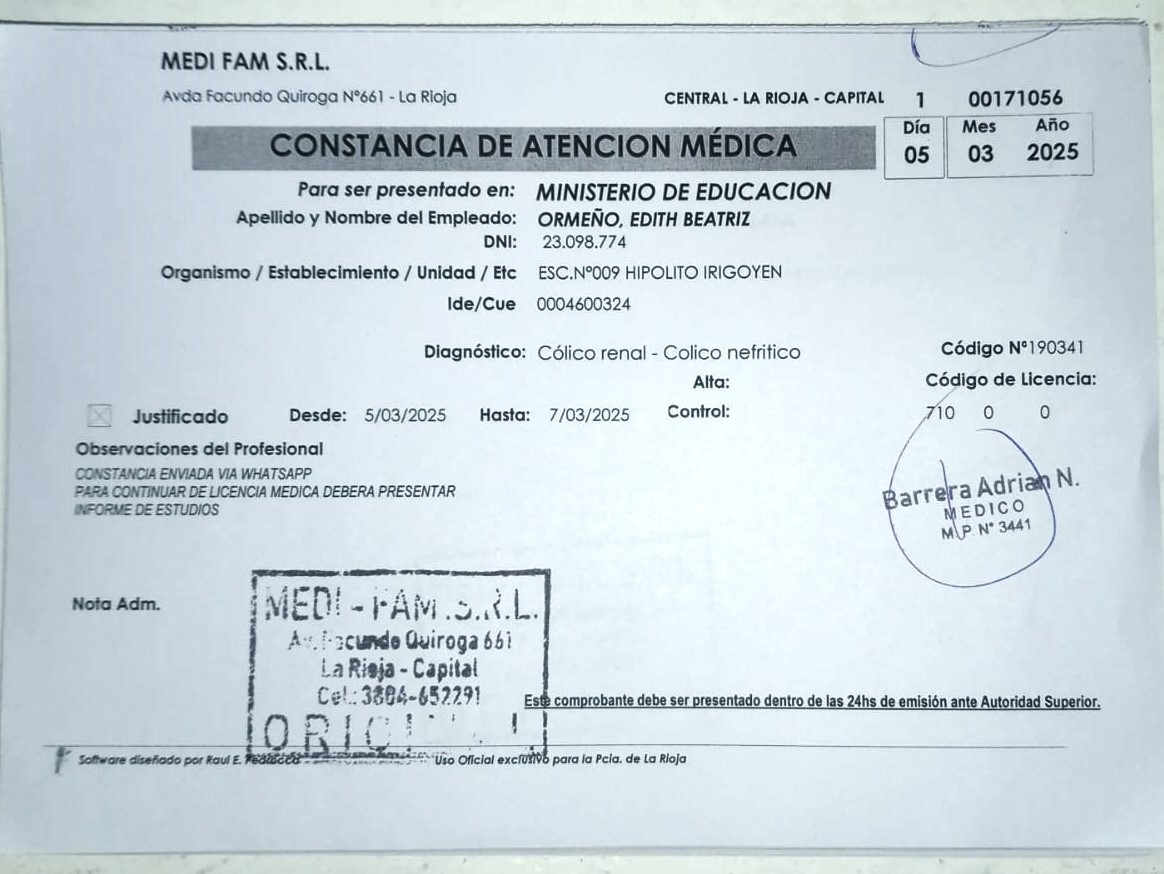 MEDI FAM S.R.L.
Avda Facundo Quiroga Nº661 - La Rioja
CENTRAL - LA RIOJA - CAPITAL 1 00171056
CONSTANCIA DE ATENCION MÉDICA
Día Mes Año
05 03 2025
Para ser presentado en: MINISTERIO DE EDUCACION
Apellido y Nombre del Empleado: ORMEÑO, EDITH BEATRIZ
DNI: 23.098.774
Organismo / Establecimiento / Unidad / Etc ESC.Nº009 HIPOLITO IRIGOYEN
Ide/Cue 0004600324
Diagnóstico: Cólico renal - Colico nefritico
Código Nº190341
Alta:
Código de Licencia:
Justificado Desde: 5/03/2025 Hasta: 7/03/2025 Control:
710 0 0
Observaciones del Profesional
CONSTANCIA ENVIADA VIA WHATSAPP
PARA CONTINUAR DE LICENCIA MEDICA DEBERA PRESENTAR
INFORME DE ESTUDIOS
Barrera Adrian N.
MEDICO
M.P. Nº 3441
Nota Adm.
MEDI - FAM S.R.L.
Av. Facundo Quiroga 661
La Rioja - Capital
Cel.: 3804-652291
Este comprobante debe ser presentado dentro de las 24hs de emisión ante Autoridad Superior.
Software diseñado por Raul E. Uso Oficial exclusivo para la Pcia. de La Rioja